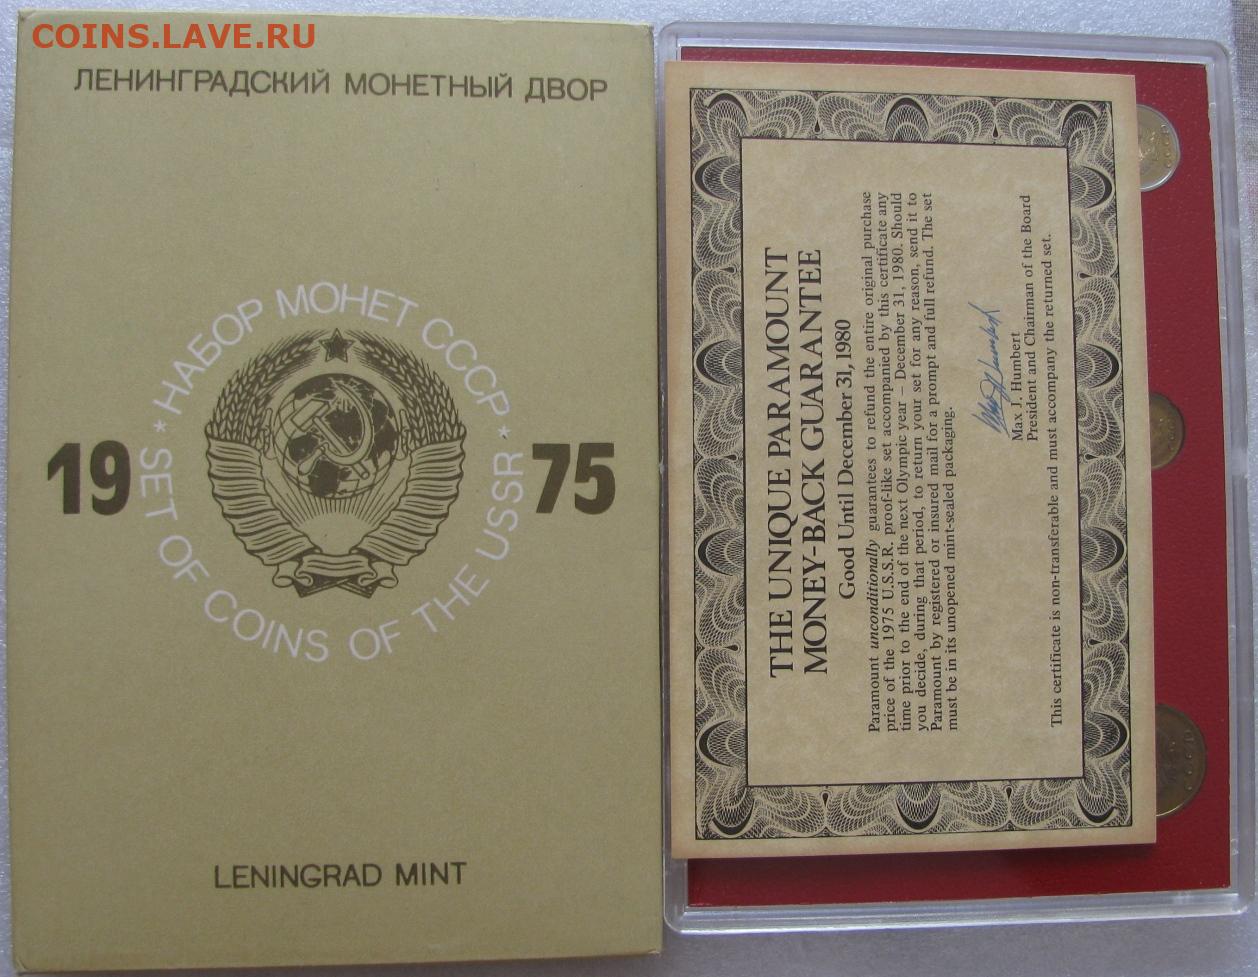 COINS.LAVE.RU
ЛЕНИНГРАДСКИЙ МОНЕТНЫЙ ДВОР
* НАБОР МОНЕТ СССР *
19 75
SET OF COINS OF THE USSR
LENINGRAD MINT
THE UNIQUE PARAMOUNT
MONEY-BACK GUARANTEE
Good Until December 31, 1980
Paramount unconditionally guarantees to refund the entire original purchase
price of the 1975 U.S.S.R. proof-like set accompanied by this certificate any
time prior to the end of the next Olympic year – December 31, 1980. Should
you decide, during that period, to return your set for any reason, send it to
Paramount by registered or insured mail for a prompt and full refund. The set
must be in its unopened mint-sealed packaging.
Max J. Humbert
President and Chairman of the Board
This certificate is non-transferable and must accompany the returned set.